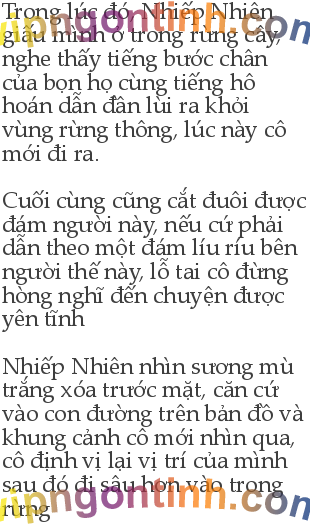 Trong lúc đó, Nhiếp Nhiên
giấu mình ở trong rừng cây,
nghe thấy tiếng bước chân
của bọn họ cùng tiếng hô
hoán dẫn đần lùi ra khỏi
vùng rừng thông, lúc này cô
mới đi ra.
Cuối cùng cũng cắt đuôi được
đám người này, nếu cứ phải
dẫn theo một đám líu ríu bên
người thế này, lỗ tai cô đừng
hòng nghĩ đến chuyện được
yên tĩnh
Nhiếp Nhiên nhìn sương mù
trắng xóa trước mặt, căn cứ
vào con đường trên bản đồ và
khung cảnh cô mới nhìn qua,
cô định vị lại vị trí của mình
sau đó đi sâu hơn vào trong
rừng
vipngontinh.com
vipngontinh.com